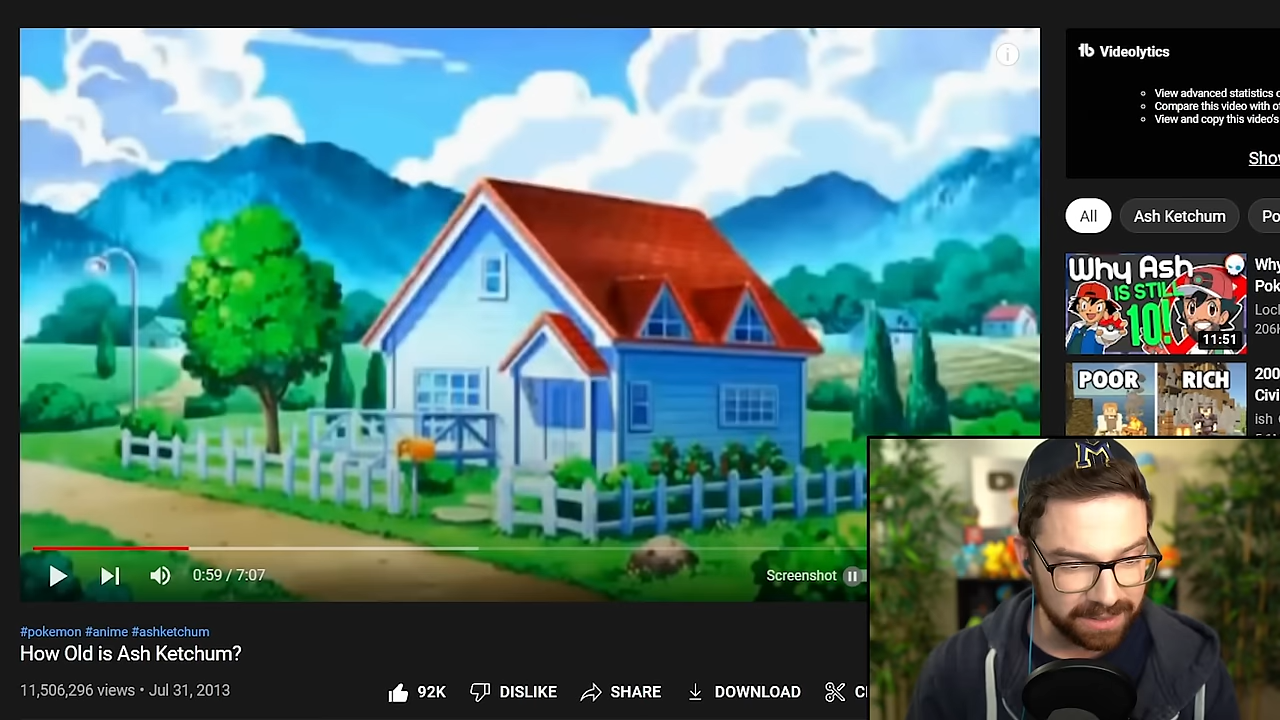 Videolytics
View advanced statistics
Compare this video with
View and copy this video's
All
Ash Ketchum
Why Ash
IS STILL
10!
11:51
POOR
RICH
0:59 / 7:07
Screenshot
#pokemon #anime #ashketchum
How Old is Ash Ketchum?
11,506,296 views • Jul 31, 2013
92K
DISLIKE
SHARE
DOWNLOAD
M